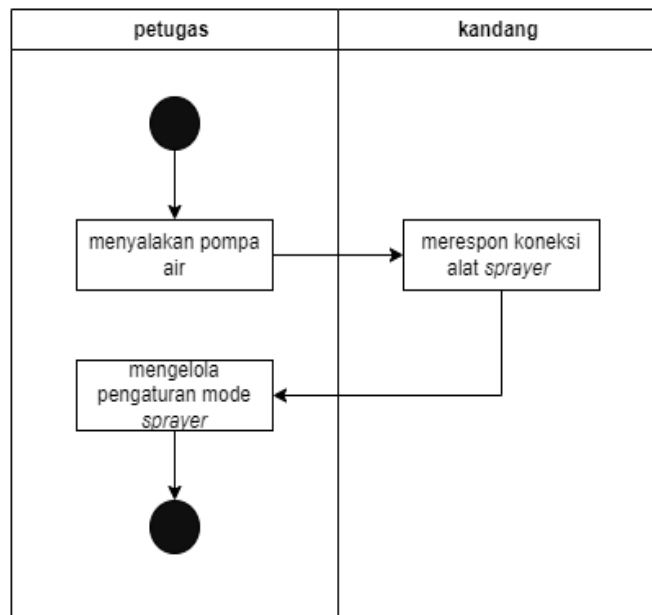 petugas
kandang
menyalakan pompa
air
merespon koneksi
alat sprayer
mengelola
pengaturan mode
sprayer